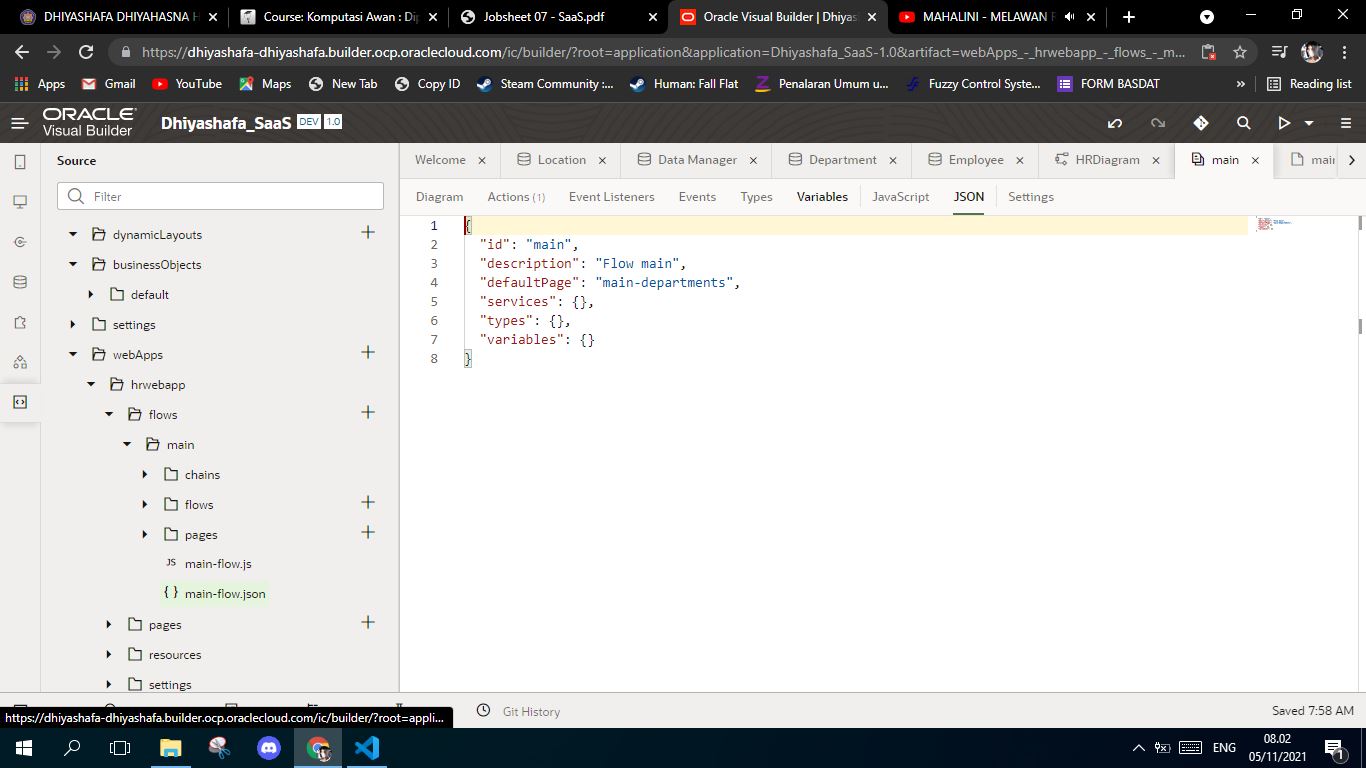 DHIYASHAFA DHIYAHASNA H
Course: Komputasi Awan : Dip
Jobsheet 07 - SaaS.pdf
Oracle Visual Builder | Dhiyash
MAHALINI - MELAWAN R
https://dhiyashafa-dhiyashafa.builder.ocp.oraclecloud.com/ic/builder/?root=application&application=Dhiyashafa_SaaS-1.0&artifact=webApps_-_hrwebapp_-_flows_-_m...
Apps
Gmail
YouTube
Maps
New Tab
Copy ID
Steam Community :...
Human: Fall Flat
Penalaran Umum u...
Fuzzy Control Syste...
FORM BASDAT
»
Reading list
ORACLE
Visual Builder
Dhiyashafa_SaaS DEV 1.0
Source
Filter
dynamicLayouts
businessObjects
default
settings
webApps
hrwebapp
flows
main
chains
flows
pages
JS main-flow.js
{ } main-flow.json
pages
resources
settings
Welcome
Location
Data Manager
Department
Employee
HRDiagram
main
main
Diagram
Actions (1)
Event Listeners
Events
Types
Variables
JavaScript
JSON
Settings
1 {
2 "id": "main",
3 "description": "Flow main",
4 "defaultPage": "main-departments",
5 "services": {},
6 "types": {},
7 "variables": {}
8 }
https://dhiyashafa-dhiyashafa.builder.ocp.oraclecloud.com/ic/builder/?root=appli...
Git History
Saved 7:58 AM
ENG
08.02
05/11/2021
1